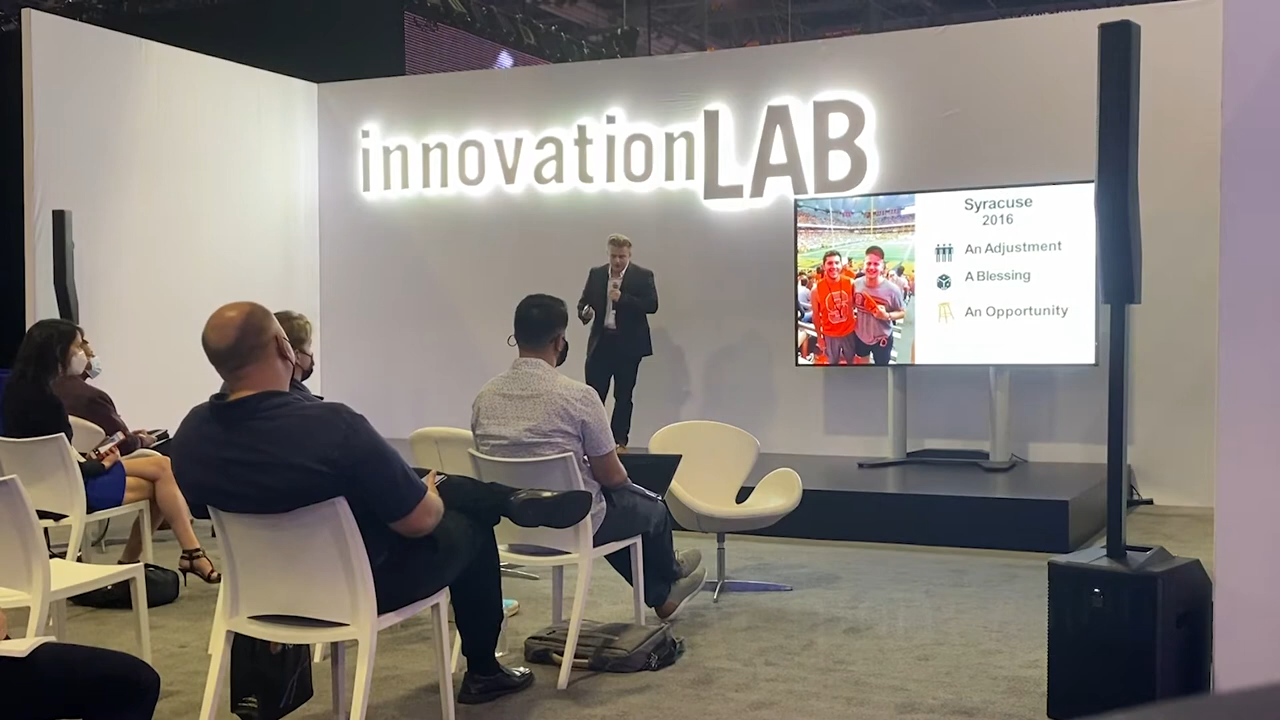 innovationLAB
Syracuse
2016
An Adjustment
A Blessing
An Opportunity